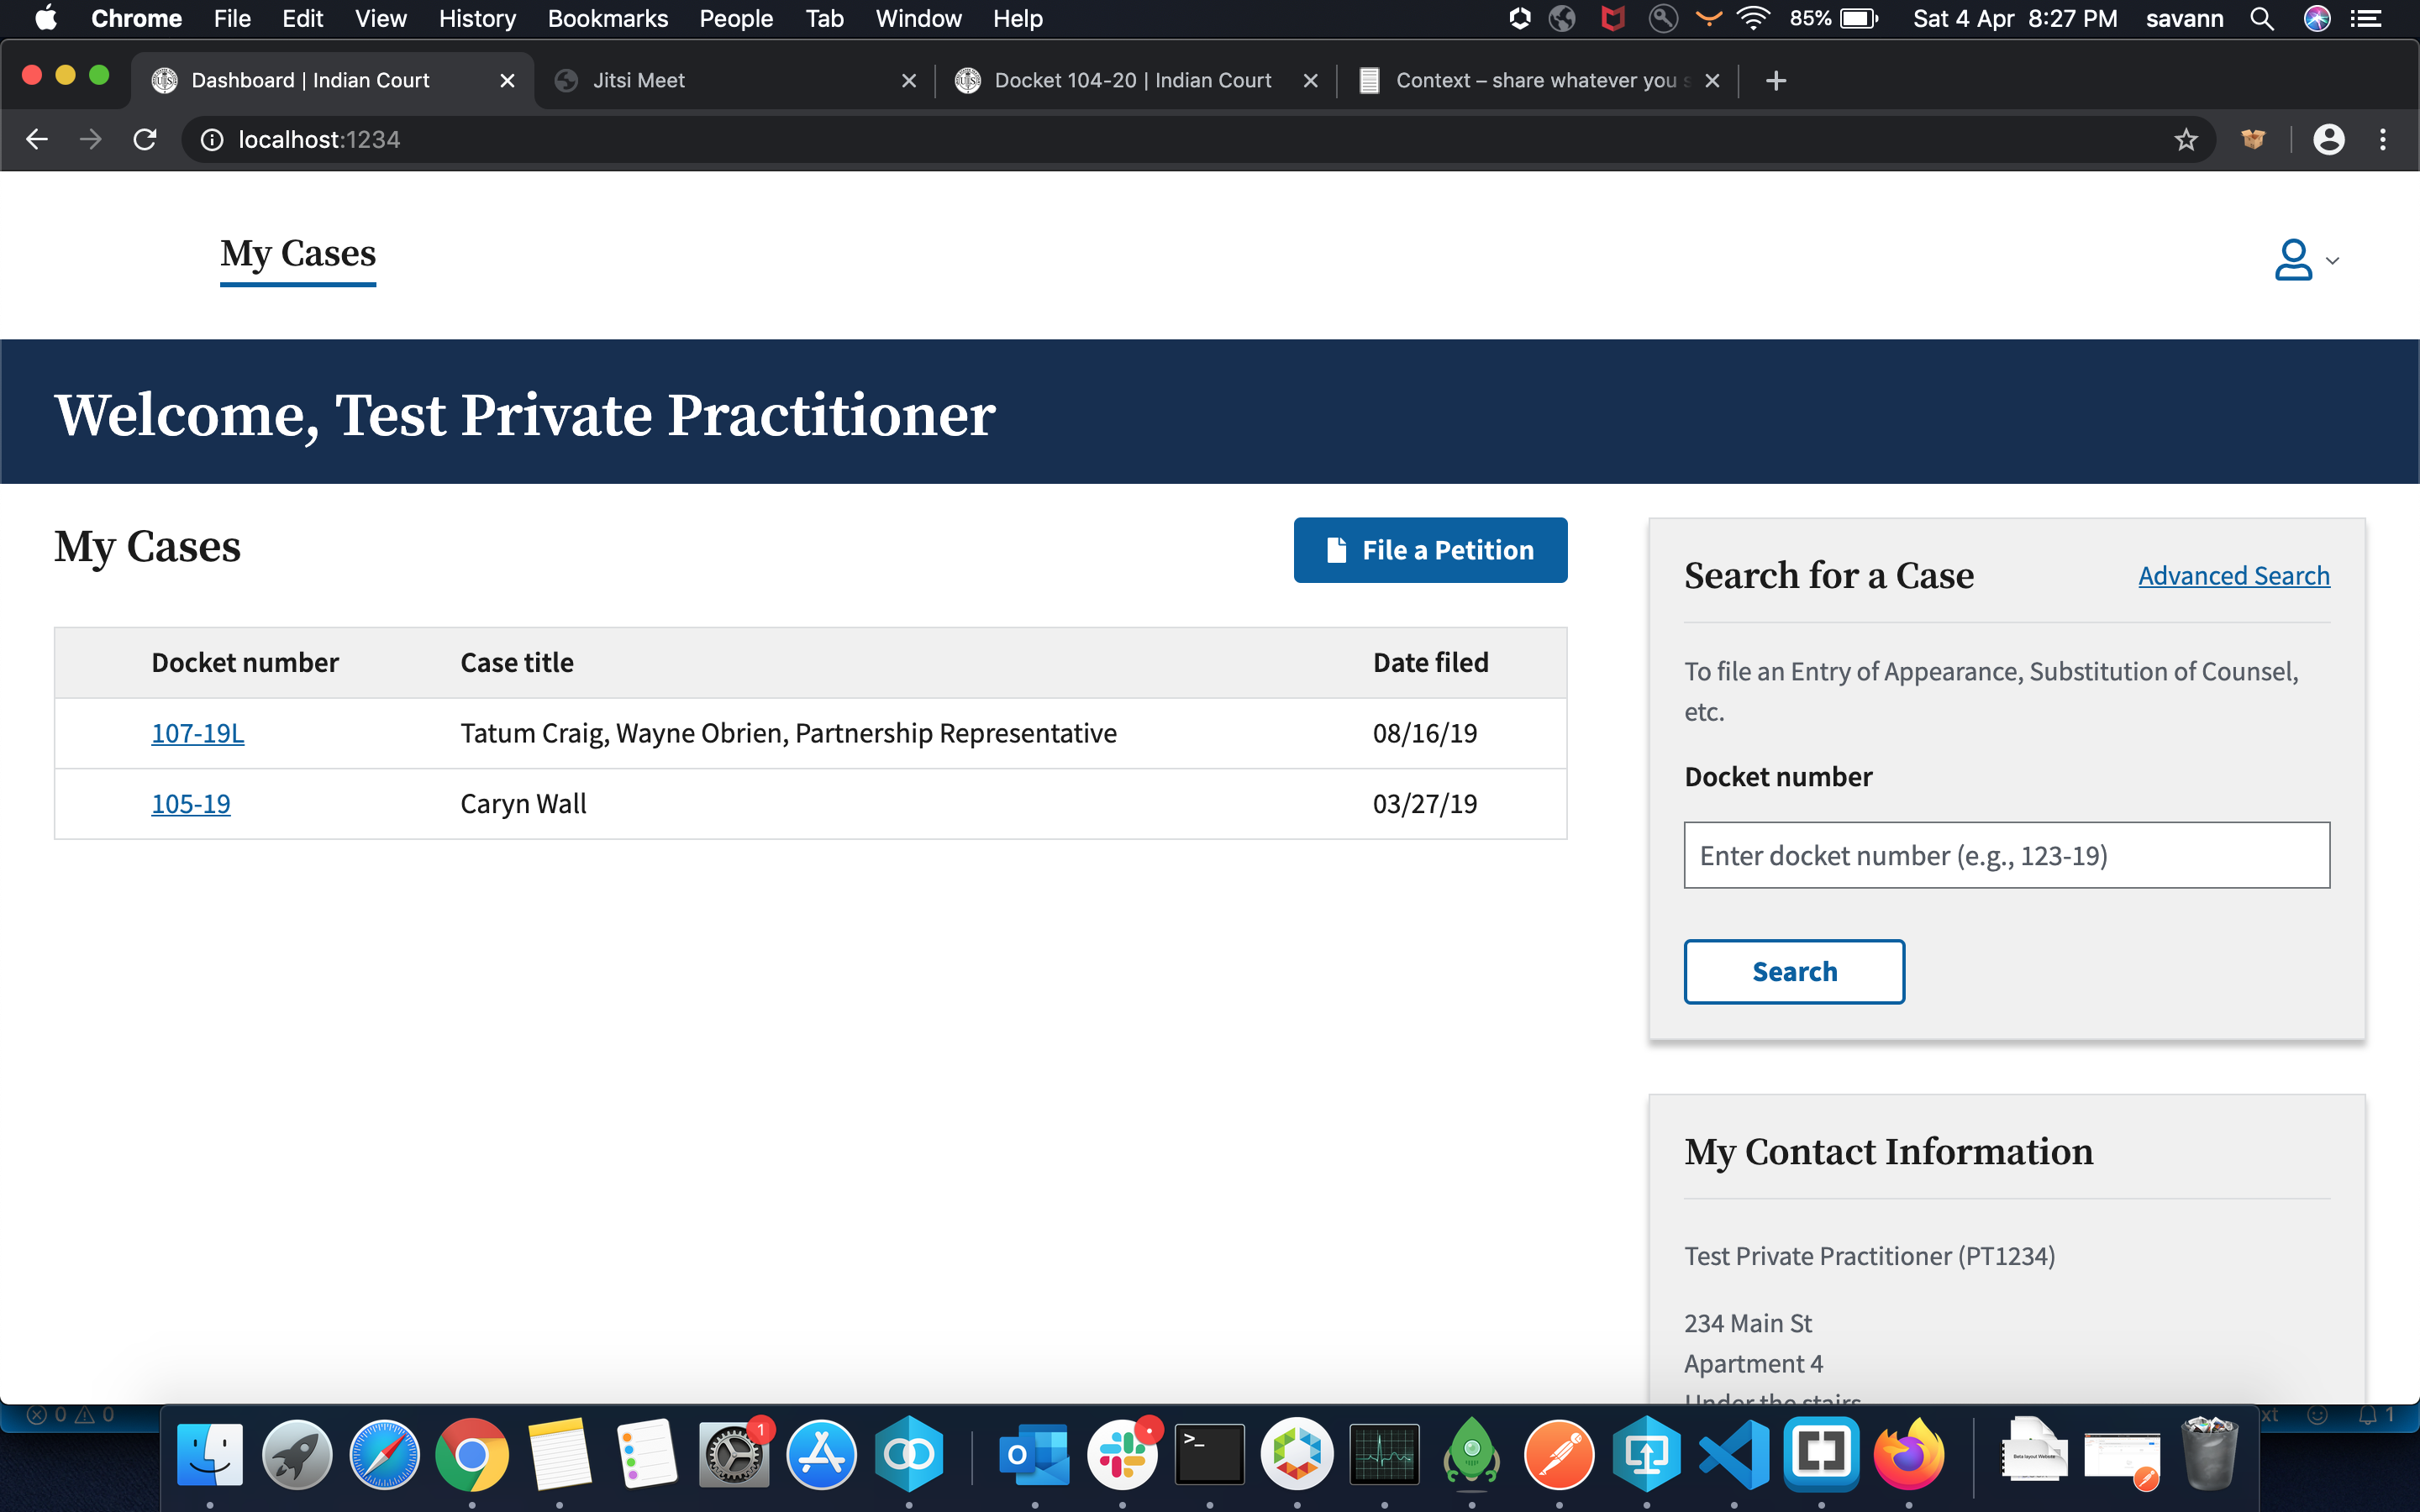 Chrome File Edit View History Bookmarks People Tab Window Help 85% Sat 4 Apr 8:27 PM savann
Dashboard | Indian Court Jitsi Meet Docket 104-20 | Indian Court Context – share whatever you
localhost:1234
My Cases
Welcome, Test Private Practitioner
My Cases
File a Petition
Docket number Case title Date filed
107-19L Tatum Craig, Wayne Obrien, Partnership Representative 08/16/19
105-19 Caryn Wall 03/27/19
Search for a Case Advanced Search
To file an Entry of Appearance, Substitution of Counsel,
etc.
Docket number
Enter docket number (e.g., 123-19)
Search
My Contact Information
Test Private Practitioner (PT1234)
234 Main St
Apartment 4
Under the stairs
0 0
1
1